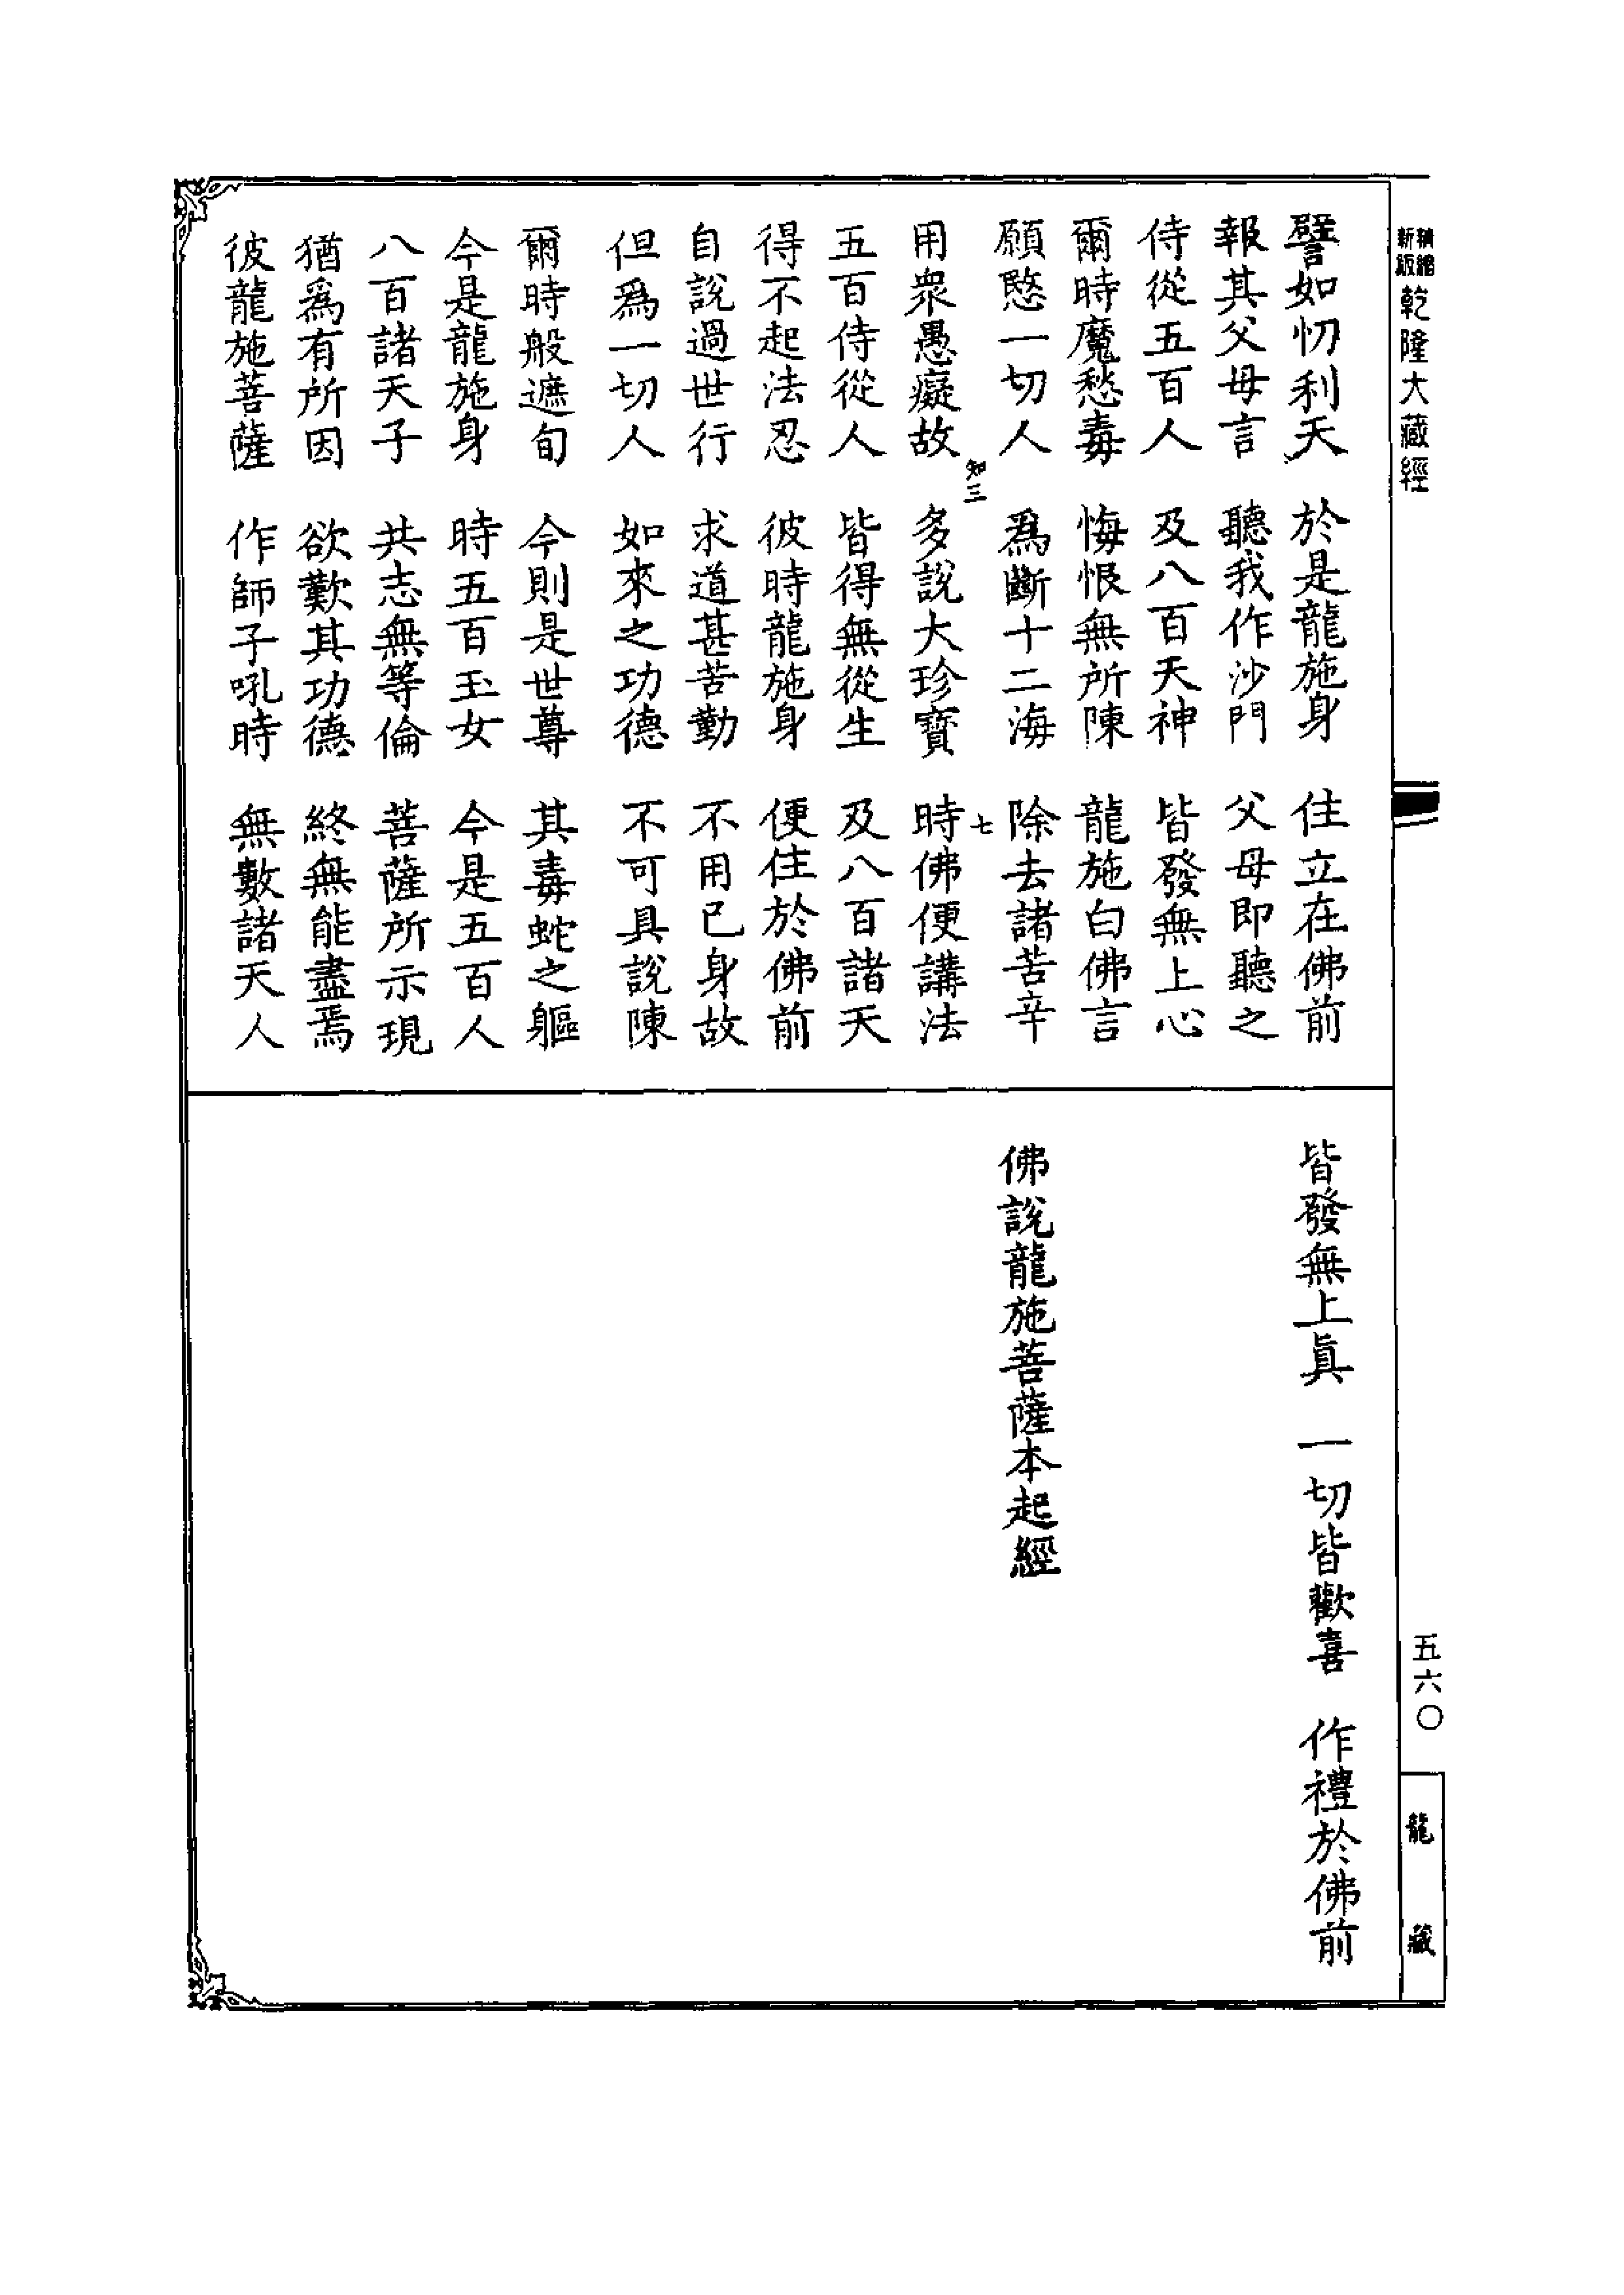 精縮新版乾隆大藏經
譬如忉利天　於是龍施身　住立在佛前
報其父母言　聽我作沙門　父母即聽之
侍從五百人　及八百天神　皆發無上心
爾時魔愁毒　悔恨無所陳　龍施白佛言
願愍一切人　爲斷十二海　除去諸苦辛
知三　七
用衆愚癡故　多說大珍寶　時佛便講法
五百侍從人　皆得無從生　及八百諸天
得不起法忍　彼時龍施身　便住於佛前
自說過世行　求道甚苦勤　不用已身故
但爲一切人　如來之功德　不可具說陳
爾時般遮旬　今則是世尊　其毒蛇之軀
今是龍施身　時五百玉女　今是五百人
八百諸天子　共志無等倫　菩薩所示現
猶爲有所因　欲歎其功德　終無能盡焉
彼龍施菩薩　作師子吼時　無數諸天人
皆發無上眞　一切皆歡喜　作禮於佛前
佛說龍施菩薩本起經
五六〇
龍藏